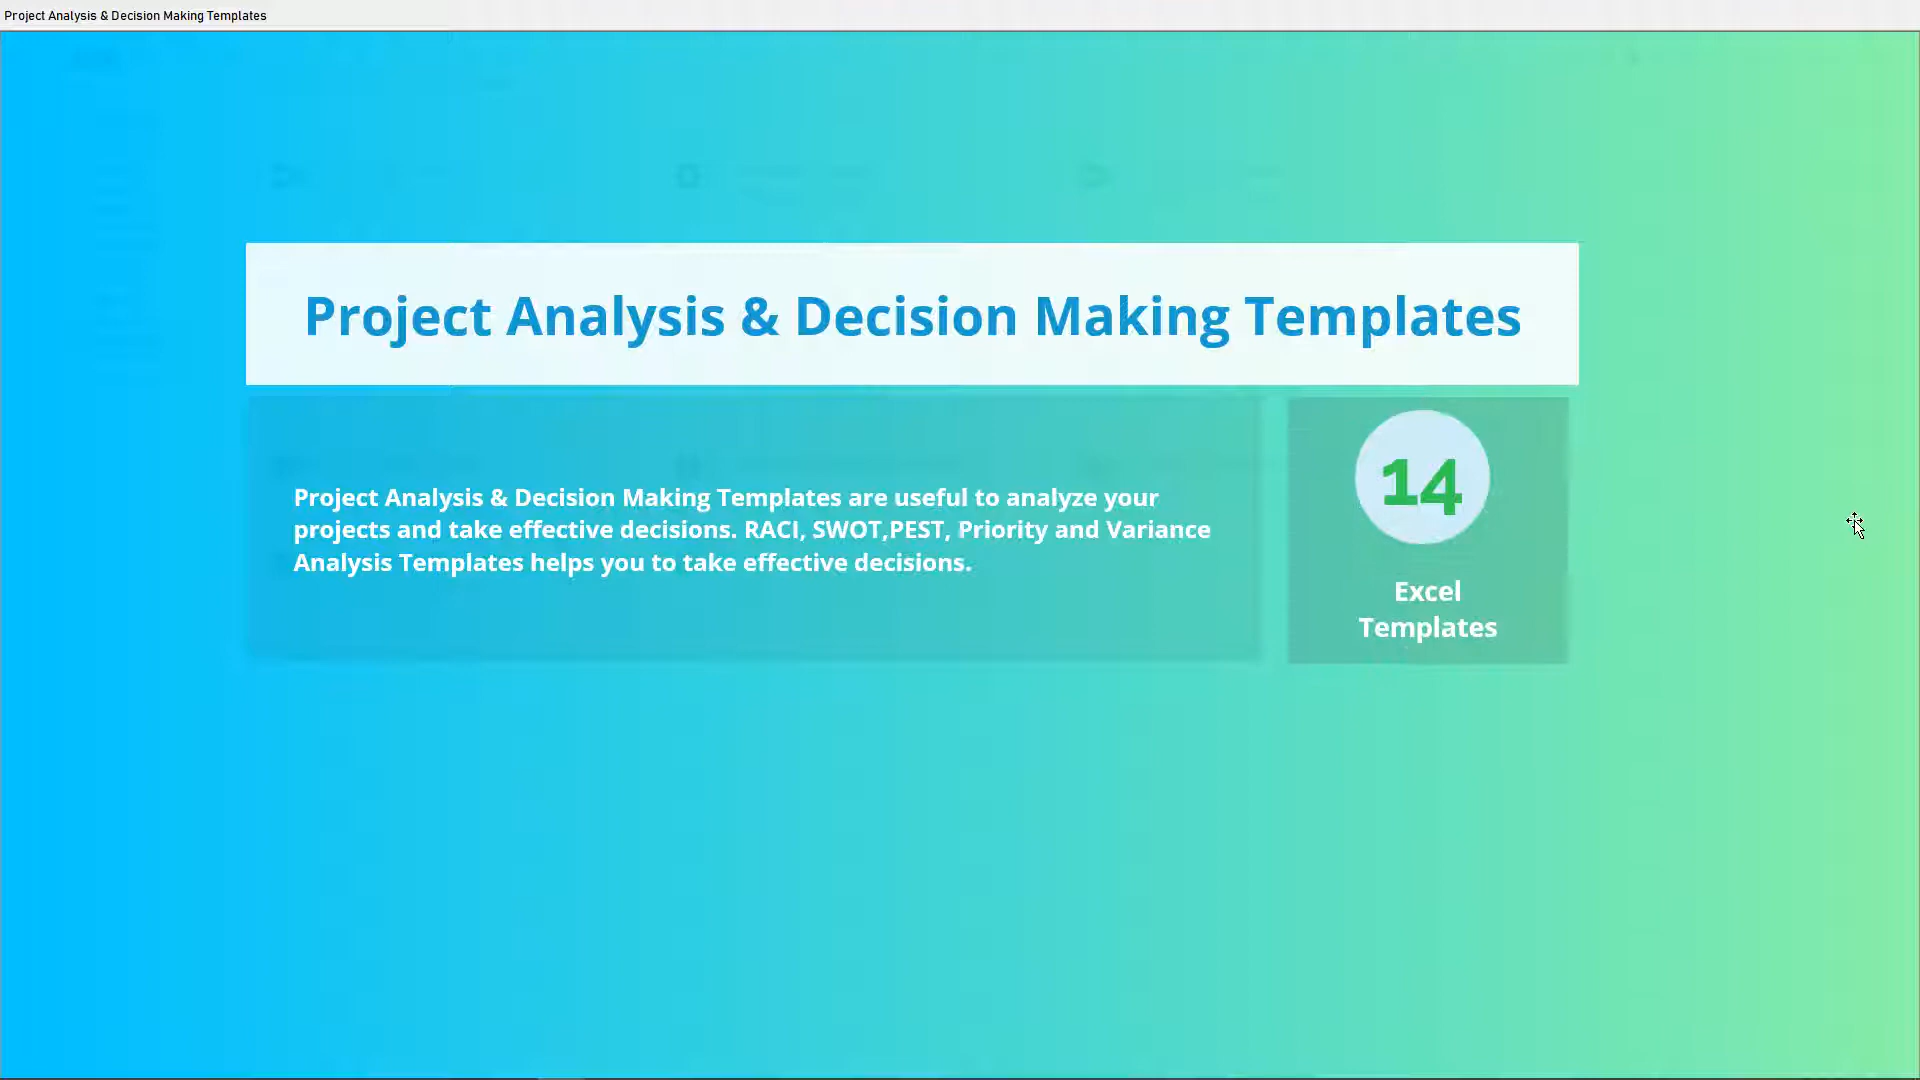 Project Analysis & Decision Making Templates
Project Analysis & Decision Making Templates
Project Analysis & Decision Making Templates are useful to analyze your
projects and take effective decisions. RACI, SWOT,PEST, Priority and Variance
Analysis Templates helps you to take effective decisions.
14
Excel
Templates